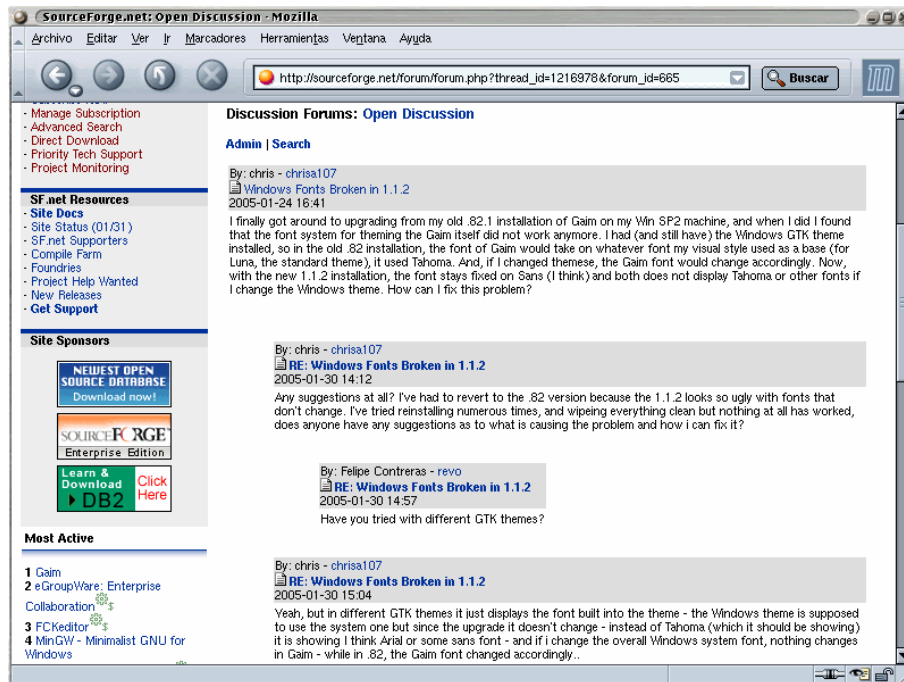 SourceForge.net: Open Discussion - Mozilla
Archivo Editar Ver Ir Marcadores Herramientas Ventana Ayuda
http://sourceforge.net/forum/forum.php?thread_id=1216978&forum_id=665
Buscar
- Manage Subscription
- Advanced Search
- Direct Download
- Priority Tech Support
- Project Monitoring
SF.net Resources
- Site Docs
- Site Status (01/31)
- SF.net Supporters
- Compile Farm
- Foundries
- Project Help Wanted
- New Releases
- Get Support
Site Sponsors
NEWEST OPEN
SOURCE DATABASE
Download now!
SOURCEFORGE
Enterprise Edition
Learn &
Download
DB2
Click
Here
Most Active
1 Gaim
2 eGroupWare: Enterprise
Collaboration $
3 FCKeditor $
4 MinGW - Minimalist GNU for
Windows
Discussion Forums: Open Discussion
Admin | Search
By: chris - chrisa107
Windows Fonts Broken in 1.1.2
2005-01-24 16:41
I finally got around to upgrading from my old .82.1 installation of Gaim on my Win SP2 machine, and when I did I found
that the font system for theming the Gaim itself did not work anymore. I had (and still have) the Windows GTK theme
installed, so in the old .82 installation, the font of Gaim would take on whatever font my visual style used as a base (for
Luna, the standard theme), it used Tahoma. And, if I changed themese, the Gaim font would change accordingly. Now,
with the new 1.1.2 installation, the font stays fixed on Sans (I think) and both does not display Tahoma or other fonts if
I change the Windows theme. How can I fix this problem?
By: chris - chrisa107
RE: Windows Fonts Broken in 1.1.2
2005-01-30 14:12
Any suggestions at all? I've had to revert to the .82 version because the 1.1.2 looks so ugly with fonts that
don't change. I've tried reinstalling numerous times, and wipeing everything clean but nothing at all has worked,
does anyone have any suggestions as to what is causing the problem and how i can fix it?
By: Felipe Contreras - revo
RE: Windows Fonts Broken in 1.1.2
2005-01-30 14:57
Have you tried with different GTK themes?
By: chris - chrisa107
RE: Windows Fonts Broken in 1.1.2
2005-01-30 15:04
Yeah, but in different GTK themes it just displays the font built into the theme - the Windows theme is supposed
to use the system one but since the upgrade it doesn't change - instead of Tahoma (which it should be showing)
it is showing I think Arial or some sans font - and if i change the overall Windows system font, nothing changes
in Gaim - while in .82, the Gaim font changed accordingly..